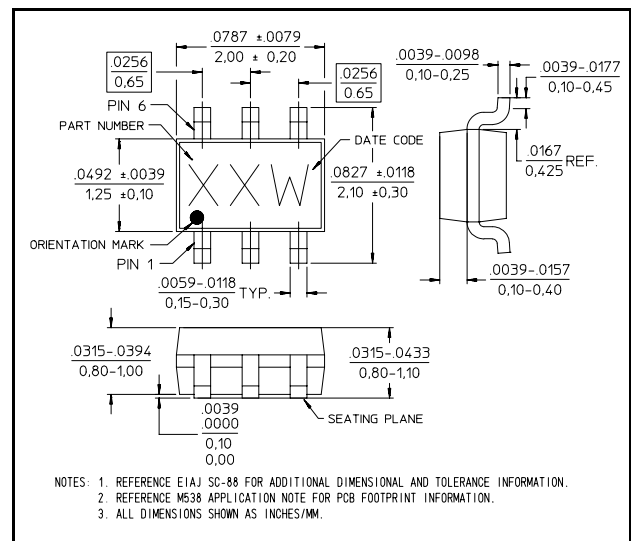 .0787 ±.0079
2,00 ± 0,20
.0256
0,65
.0256
0.65
.0039-.0098
0,10-0,25
.0039-.0177
0,10-0,45
PIN 6
PART NUMBER
DATE CODE
.0492 ±.0039
1,25 ±0,10
XXW
.0827 ±.0118
2,10 ±0,30
.0167
0,425
REF.
ORIENTATION MARK
PIN 1
.0059-.0118
0,15-0,30
TYP.
.0039-.0157
0,10-0,40
.0315-.0394
0,80-1,00
.0315-.0433
0,80-1,10
.0039
.0000
0,10
0,00
SEATING PLANE
NOTES: 1. REFERENCE EIAJ SC-88 FOR ADDITIONAL DIMENSIONAL AND TOLERANCE INFORMATION.
2. REFERENCE M538 APPLICATION NOTE FOR PCB FOOTPRINT INFORMATION.
3. ALL DIMENSIONS SHOWN AS INCHES/MM.